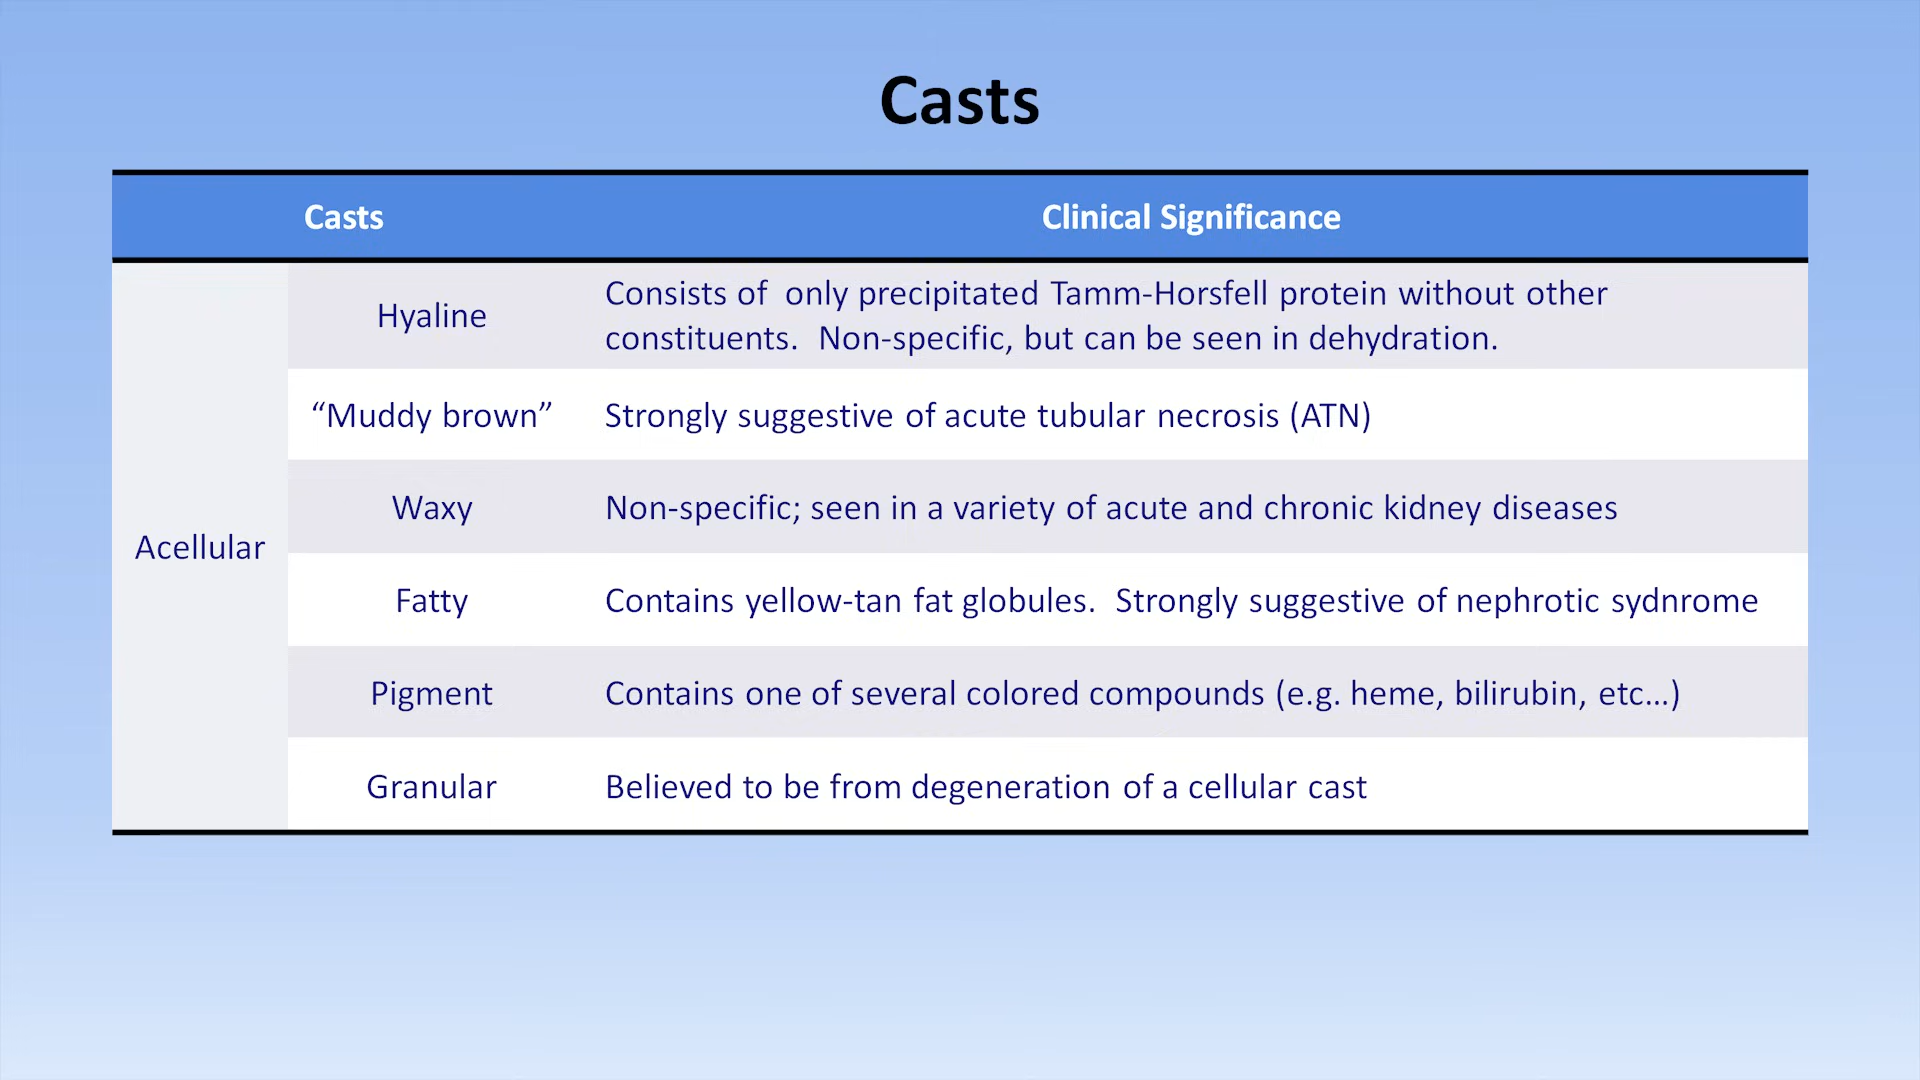 Casts
Casts Clinical Significance
Acellular
Hyaline
Consists of  only precipitated Tamm-Horsfell protein without other
constituents.  Non-specific, but can be seen in dehydration.
“Muddy brown” Strongly suggestive of acute tubular necrosis (ATN)
Waxy Non-specific; seen in a variety of acute and chronic kidney diseases
Fatty Contains yellow-tan fat globules.  Strongly suggestive of nephrotic sydnrome
Pigment Contains one of several colored compounds (e.g. heme, bilirubin, etc…)
Granular Believed to be from degeneration of a cellular cast